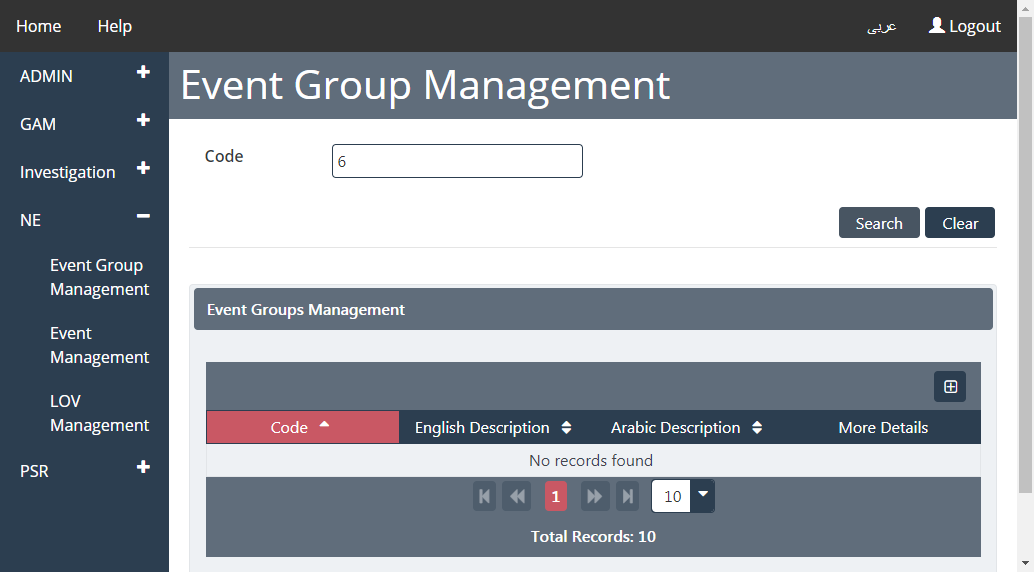 Home Help عربى Logout
ADMIN
GAM
Investigation
NE
Event Group
Management
Event
Management
LOV
Management
PSR
Event Group Management
Code 6
Search Clear
Event Groups Management
Code English Description Arabic Description More Details
No records found
1 10
Total Records: 10